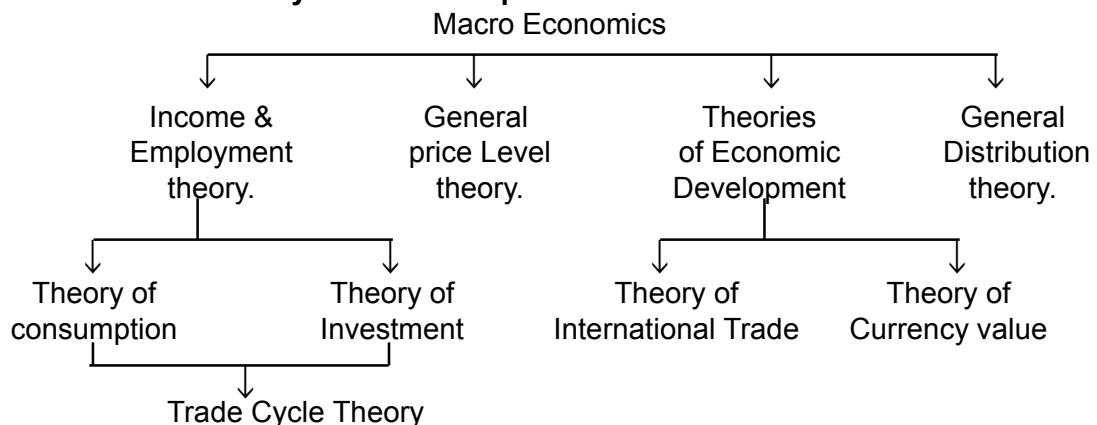 Macro Economics
Income &
Employment
theory.
General
price Level
theory.
Theories
of Economic
Development
General
Distribution
theory.
Theory of
consumption
Theory of
Investment
Theory of
International Trade
Theory of
Currency value
Trade Cycle Theory